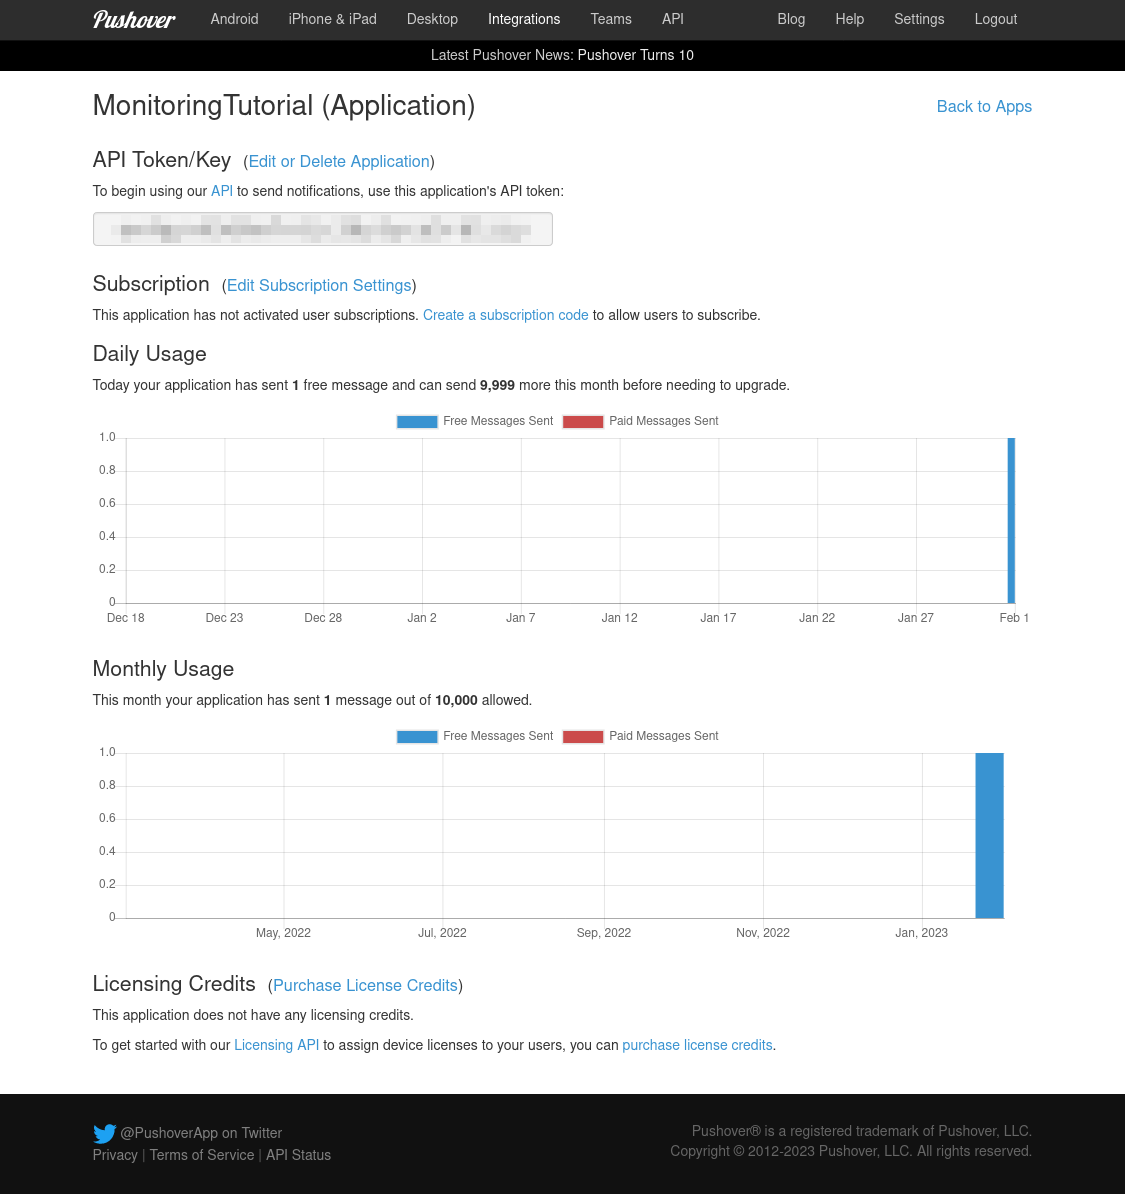 Pushover Android iPhone & iPad Desktop Integrations Teams API Blog Help Settings Logout
Latest Pushover News: Pushover Turns 10
MonitoringTutorial (Application) Back to Apps
API Token/Key (Edit or Delete Application)
To begin using our API to send notifications, use this application's API token:
Subscription (Edit Subscription Settings)
This application has not activated user subscriptions. Create a subscription code to allow users to subscribe.
Daily Usage
Today your application has sent 1 free message and can send 9,999 more this month before needing to upgrade.
Free Messages Sent Paid Messages Sent
1.0
0.8
0.6
0.4
0.2
0
Dec 18 Dec 23 Dec 28 Jan 2 Jan 7 Jan 12 Jan 17 Jan 22 Jan 27 Feb 1
Monthly Usage
This month your application has sent 1 message out of 10,000 allowed.
Free Messages Sent Paid Messages Sent
1.0
0.8
0.6
0.4
0.2
0
May, 2022 Jul, 2022 Sep, 2022 Nov, 2022 Jan, 2023
Licensing Credits (Purchase License Credits)
This application does not have any licensing credits.
To get started with our Licensing API to assign device licenses to your users, you can purchase license credits.
@PushoverApp on Twitter
Privacy | Terms of Service | API Status
Pushover® is a registered trademark of Pushover, LLC.
Copyright © 2012-2023 Pushover, LLC. All rights reserved.